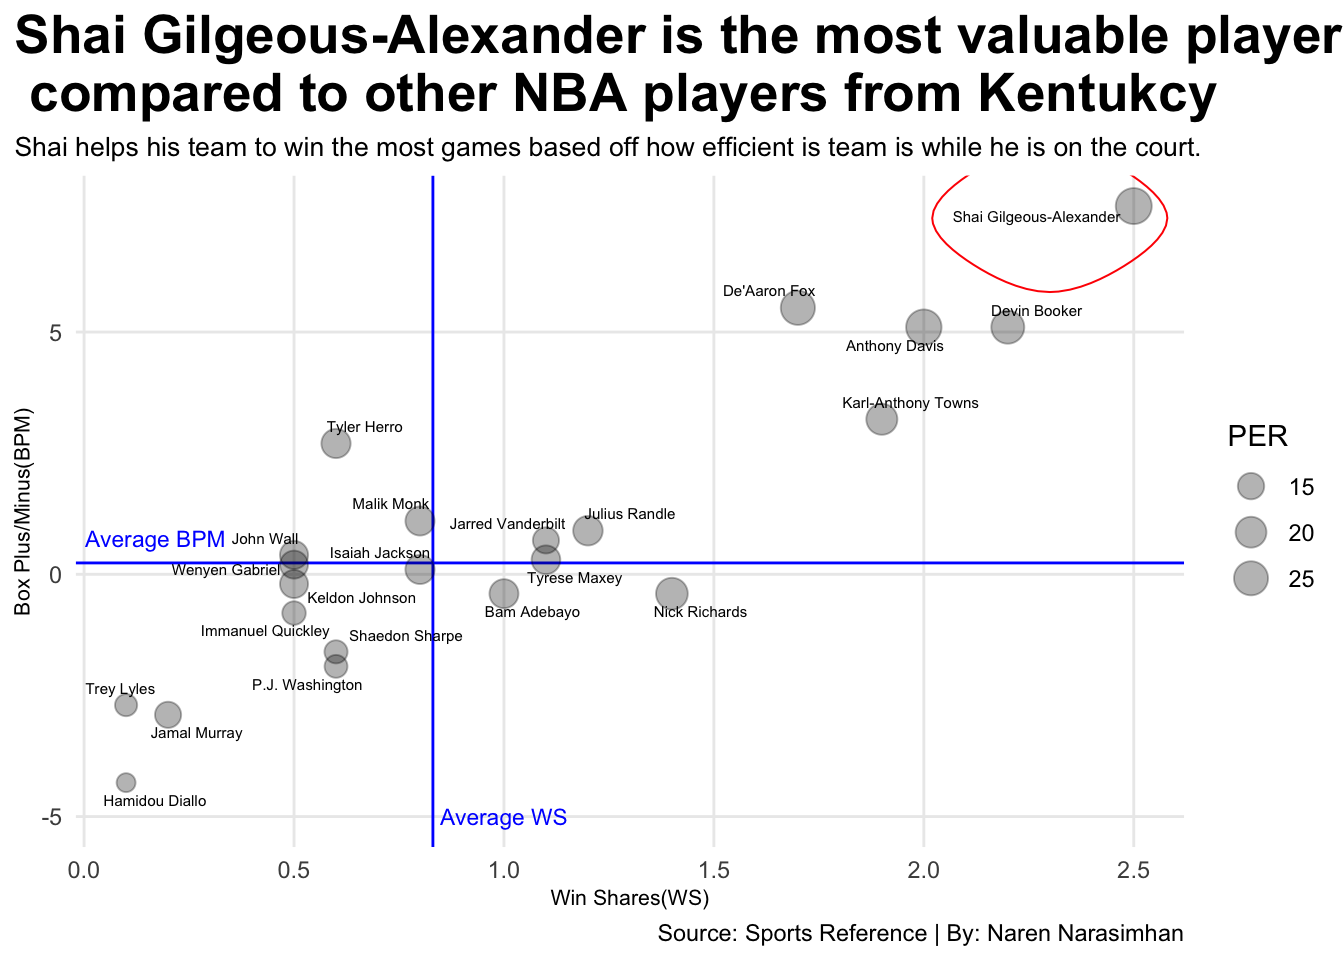 Shai Gilgeous-Alexander is the most valuable player
compared to other NBA players from Kentukcy
Shai helps his team to win the most games based off how efficient is team is while he is on the court.
Shai Gilgeous-Alexander
De'Aaron Fox
Devin Booker
5
Anthony Davis
Karl-Anthony Towns
Tyler Herro
PER
Box Plus/Minus(BPM)
15
Malik Monk
Julius Randle
Jarred Vanderbilt
20
Average BPM
John Wall
Isaiah Jackson
0
Wenyen Gabriel
Tyrese Maxey
25
Keldon Johnson
Bam Adebayo
Nick Richards
Immanuel Quickley
Shaedon Sharpe
P.J. Washington
Trey Lyles
Jamal Murray
Hamidou Diallo
-5
Average WS
0.0 0.5 1.0 1.5 2.0 2.5
Win Shares(WS)
Source: Sports Reference | By: Naren Narasimhan